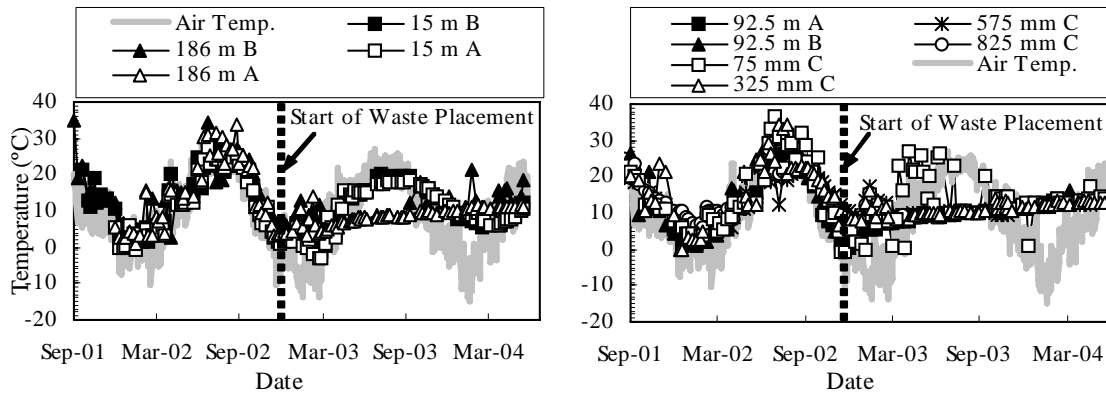 Air Temp.
15 m B
186 m B
15 m A
186 m A
40
30
20
10
0
-10
-20
Temperature (ºC)
Start of Waste Placement
Sep-01
Mar-02
Sep-02
Mar-03
Sep-03
Mar-04
Date
92.5 m A
575 mm C
92.5 m B
825 mm C
75 mm C
Air Temp.
325 mm C
40
30
20
10
0
-10
-20
Start of Waste Placement
Sep-01
Mar-02
Sep-02
Mar-03
Sep-03
Mar-04
Date